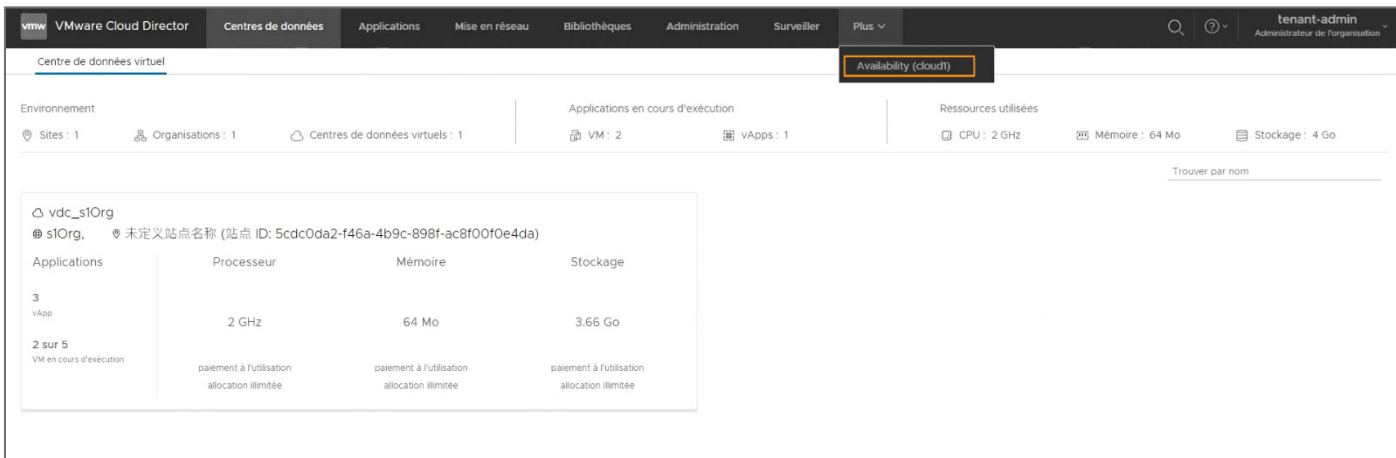 vmw VMware Cloud Director Centres de données Applications Mise en réseau Bibliothèques Administration Surveiller Plus tenant-admin
Administrateur de l'organisation
Centre de données virtuel
Availability (cloud1)
Environnement Applications en cours d'exécution Ressources utilisées
Sites : 1 Organisations : 1 Centres de données virtuels : 1 VM : 2 vApps : 1 CPU : 2 GHz Mémoire : 64 Mo Stockage : 4 Go
Trouver par nom
vdc_s1Org
s1Org, 未定义站点名称 (站点 ID: 5cdc0da2-f46a-4b9c-898f-ac8f00f0e4da)
Applications Processeur Mémoire Stockage
3
vApp
2 GHz 64 Mo 3.66 Go
2 sur 5
VM en cours d'exécution
paiement à l'utilisation paiement à l'utilisation paiement à l'utilisation
allocation illimitée allocation illimitée allocation illimitée